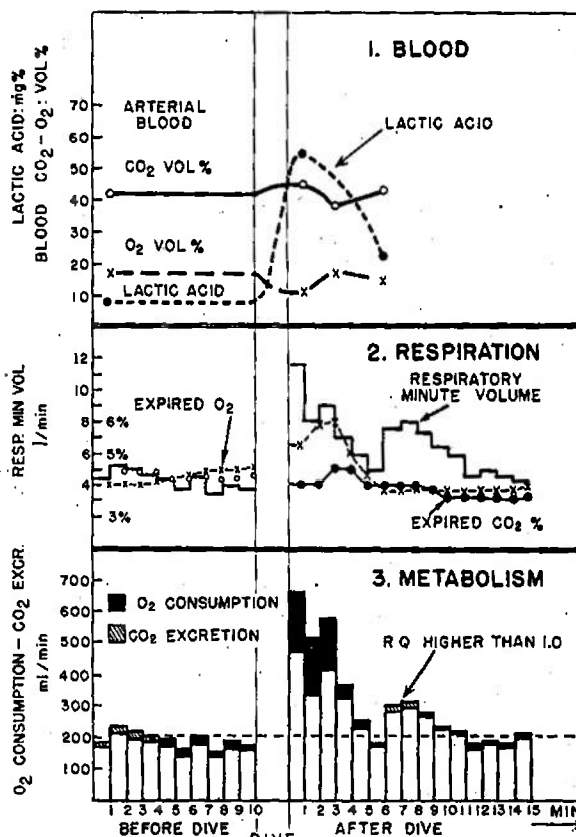 1. BLOOD
LACTIC ACID: mg%
BLOOD CO2-O2: VOL%
70
60
50
40
30
20
10
ARTERIAL
BLOOD
CO2 VOL%
LACTIC ACID
O2 VOL%
LACTIC ACID
2. RESPIRATION
RESP. MIN VOL
l/min
12
10
8
6
4
2
6%
5%
3%
EXPIRED O2
RESPIRATORY
MINUTE VOLUME
EXPIRED CO2 %
3. METABOLISM
O2 CONSUMPTION – CO2 EXCR.
ml/min
700
600
500
400
300
200
100
O2 CONSUMPTION
CO2 EXCRETION
RQ HIGHER THAN 1.0
1 2 3 4 5 6 7 8 9 10
1 2 3 4 5 6 7 8 9 10 11 12 13 14 15 MIN
BEFORE DIVE
DIVE
AFTER DIVE